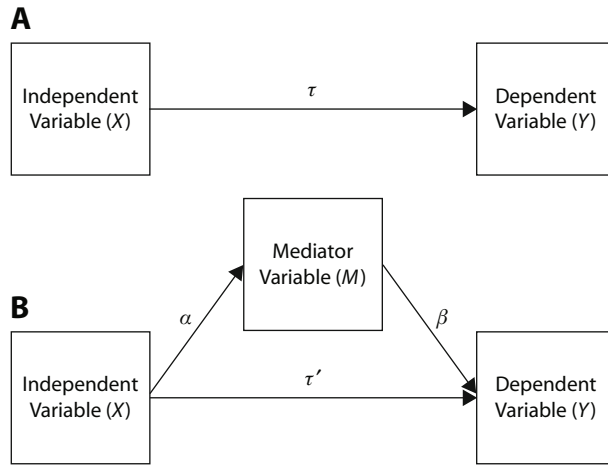 A
Independent
Variable (X)
τ
Dependent
Variable (Y)
Mediator
Variable (M)
B
α
β
Independent
Variable (X)
τ′
Dependent
Variable (Y)